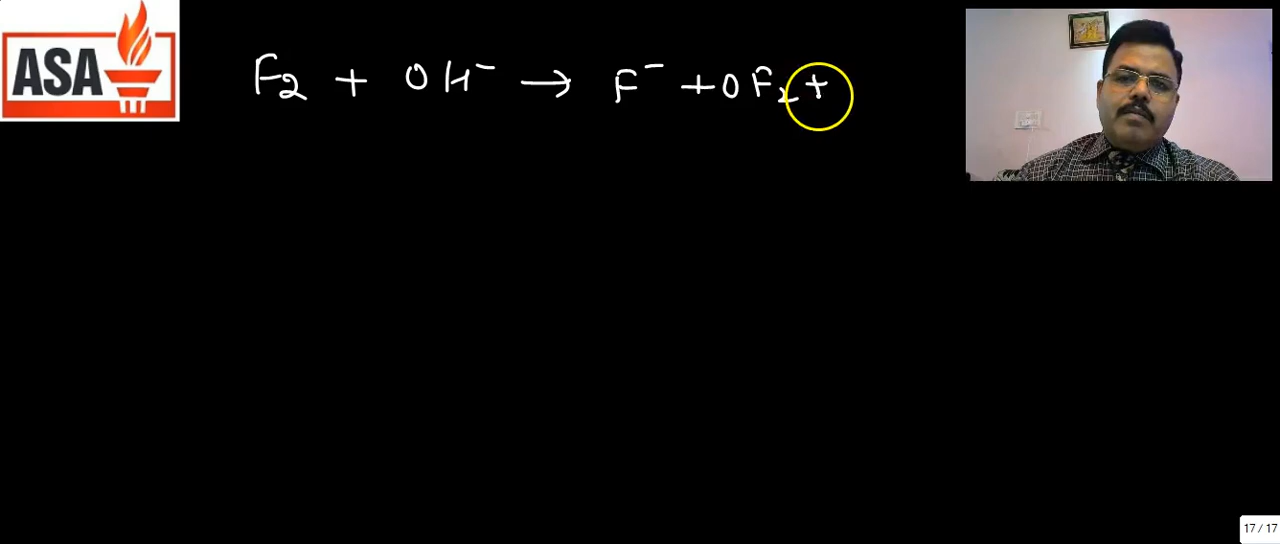 ASA
F₂ + OH⁻ → F⁻ + OF₂ +
17 / 17